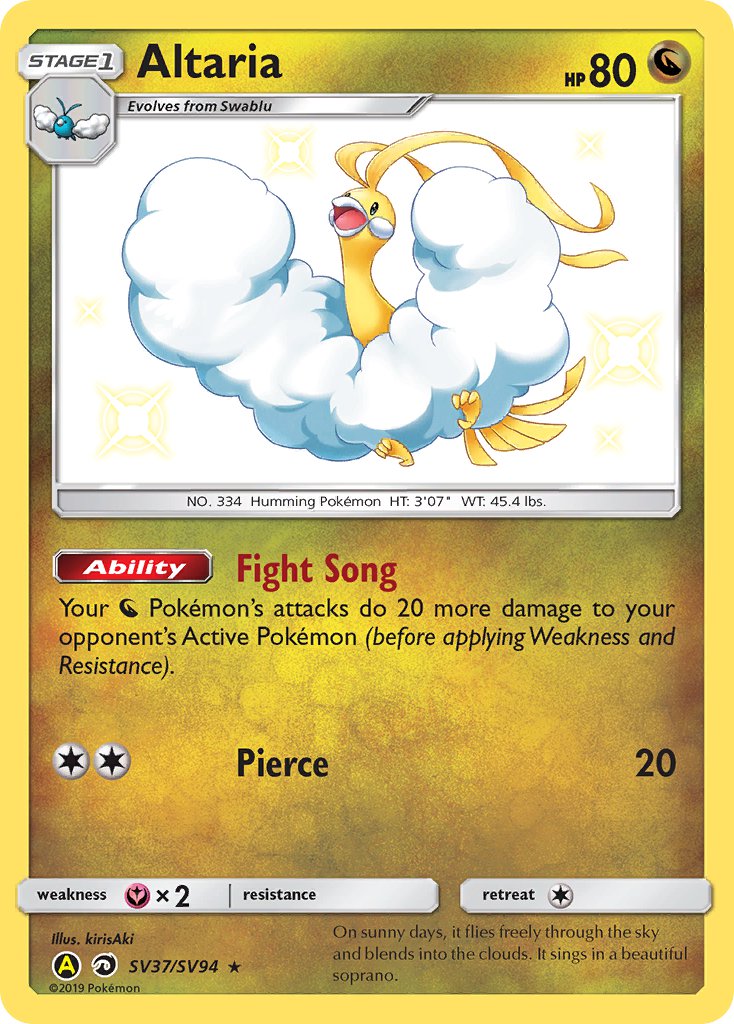 STAGE1 Altaria HP80
Evolves from Swablu
NO. 334 Humming Pokémon HT: 3'07" WT: 45.4 lbs.
Ability Fight Song
Your Pokémon's attacks do 20 more damage to your
opponent's Active Pokémon (before applying Weakness and
Resistance).
Pierce 20
weakness ×2 resistance retreat
Illus. kirisAki
A SV37/SV94 ★
©2019 Pokémon
On sunny days, it flies freely through the sky
and blends into the clouds. It sings in a beautiful
soprano.